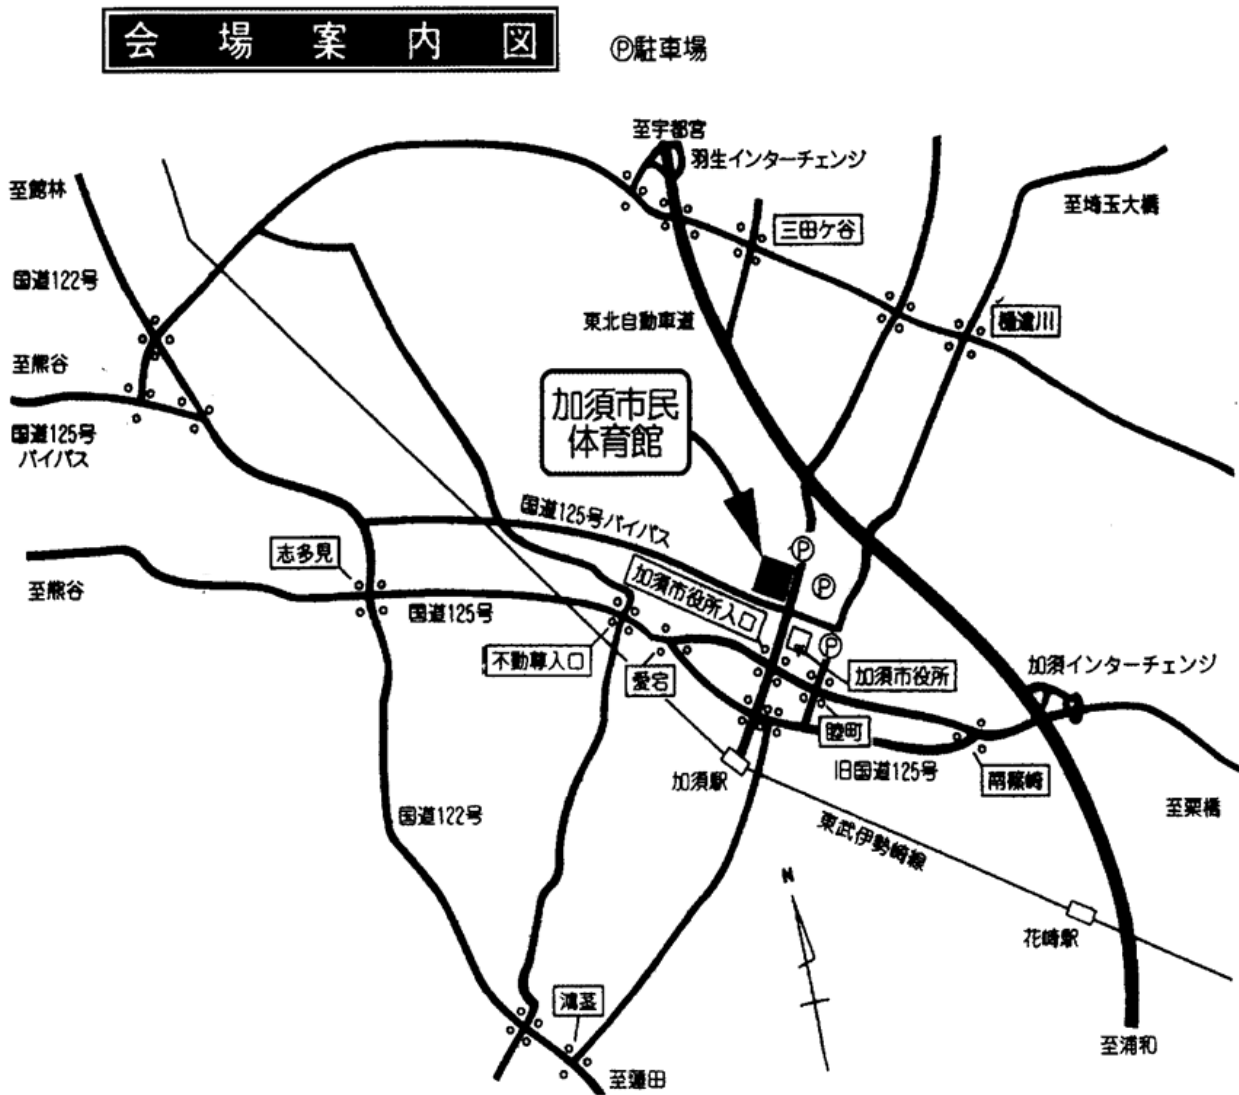 会場案内図
Ⓟ駐車場
至宇都宮
羽生インターチェンジ
至館林
至埼玉大橋
三田ケ谷
国道122号
東北自動車道
樋遣川
至熊谷
加須市民
体育館
国道125号
バイパス
国道125号バイパス
志多見
Ⓟ
至熊谷
加須市役所入口
Ⓟ
国道125号
Ⓟ
不動尊入口
愛宕
加須市役所
加須インターチェンジ
睦町
加須駅
旧国道125号
南篠崎
至栗橋
国道122号
東武伊勢崎線
N
花崎駅
鴻茎
至浦和
至蓮田